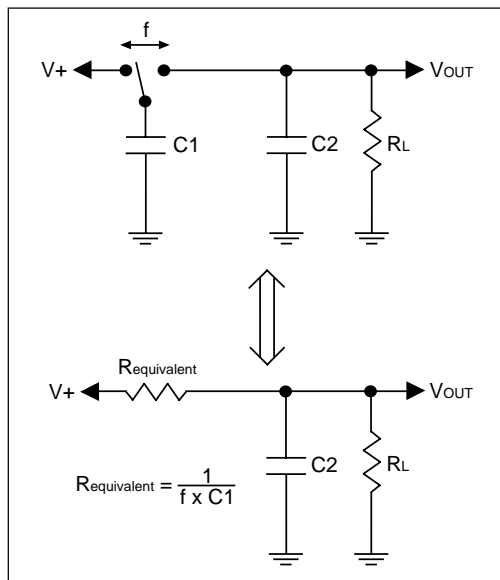 f
V+
VOUT
C1
C2
RL
Requivalent
V+
VOUT
C2
RL
Requivalent = 1
f x C1